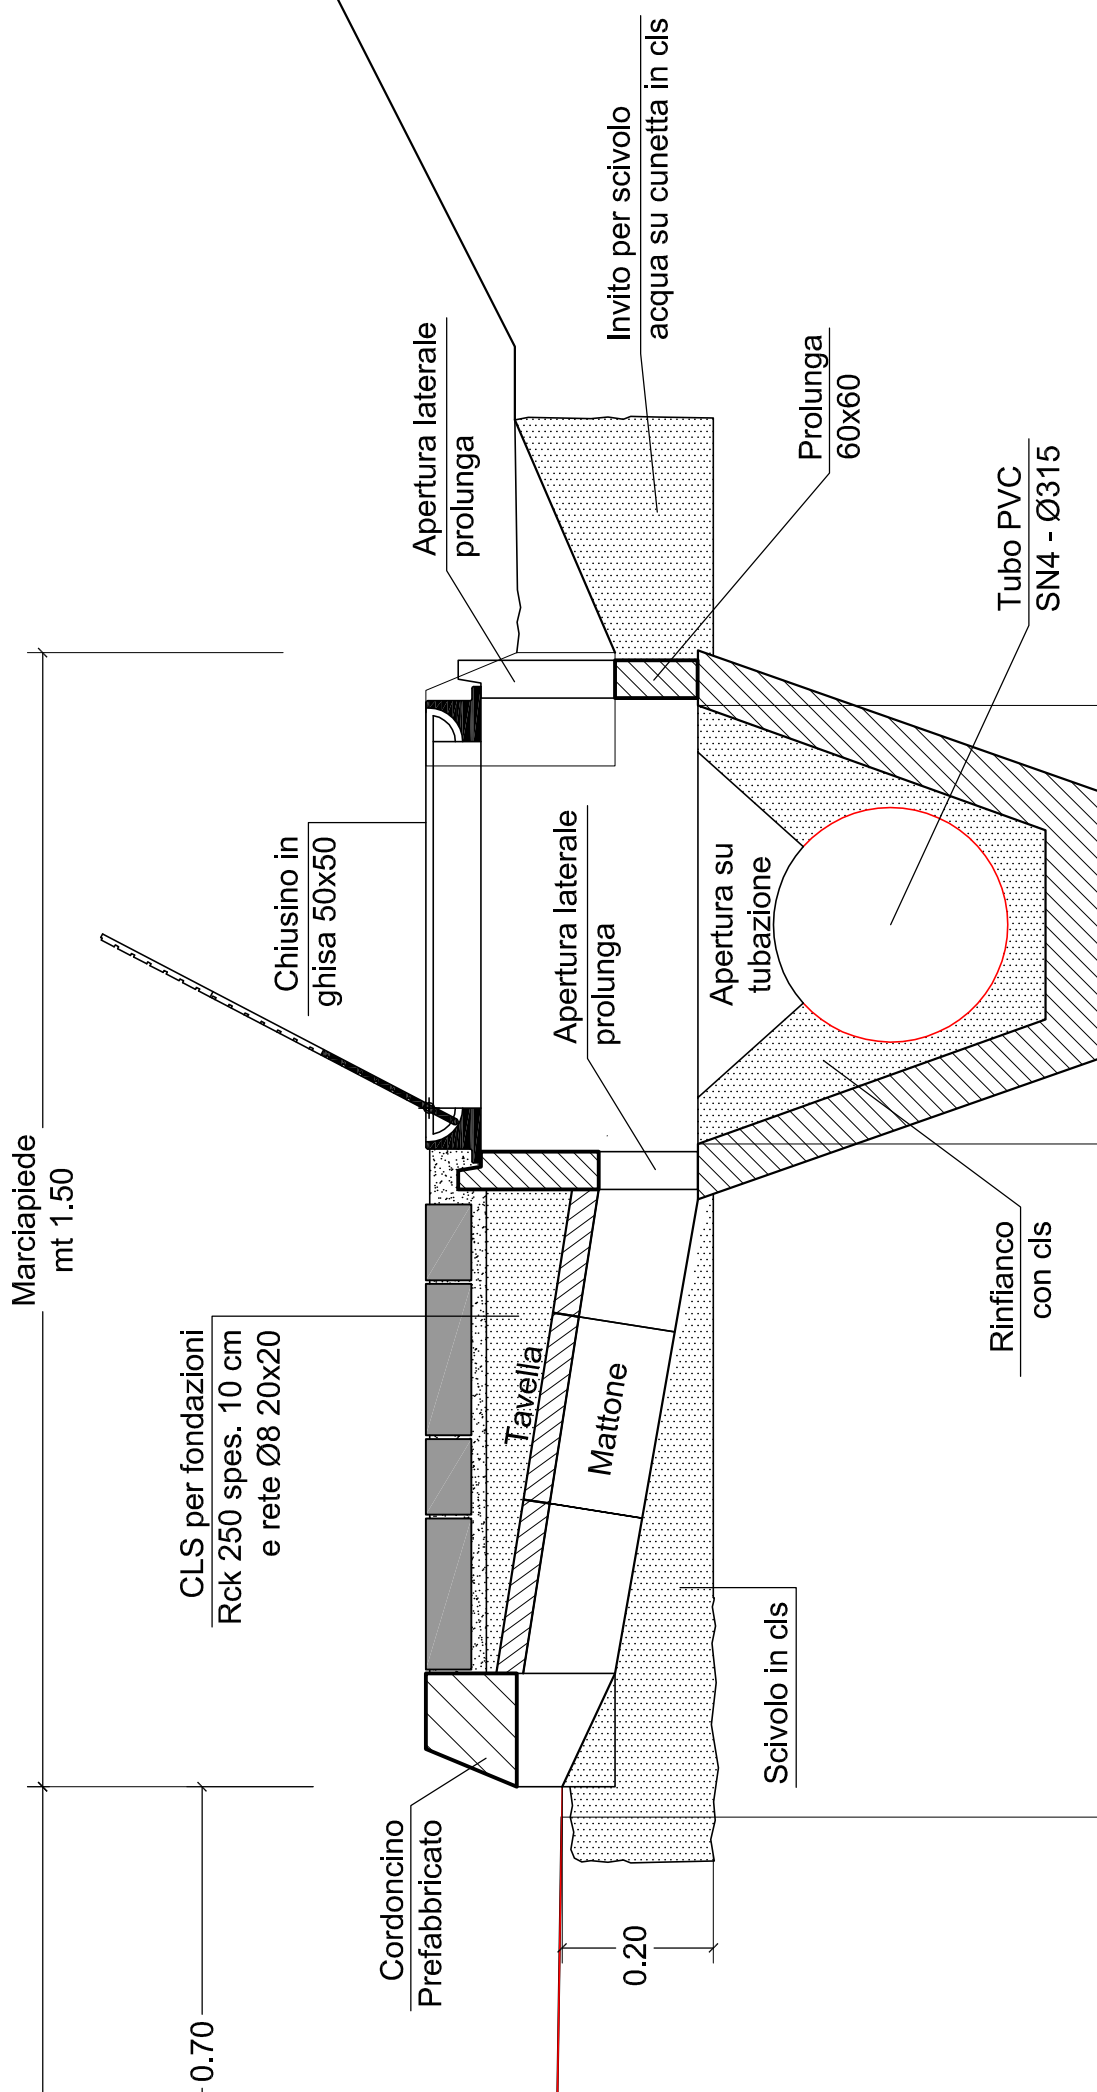 Marciapiede
mt 1.50
0.70
CLS per fondazioni
Rck 250 spes. 10 cm
e rete Ø8 20x20
Chiusino in
ghisa 50x50
Cordoncino
Prefabbricato
Apertura laterale
prolunga
Tavella
Mattone
Apertura laterale
prolunga
Invito per scivolo
acqua su cunetta in cls
0.20
Apertura su
tubazione
Scivolo in cls
Prolunga
60x60
Rinfianco
con cls
Tubo PVC
SN4 - Ø315